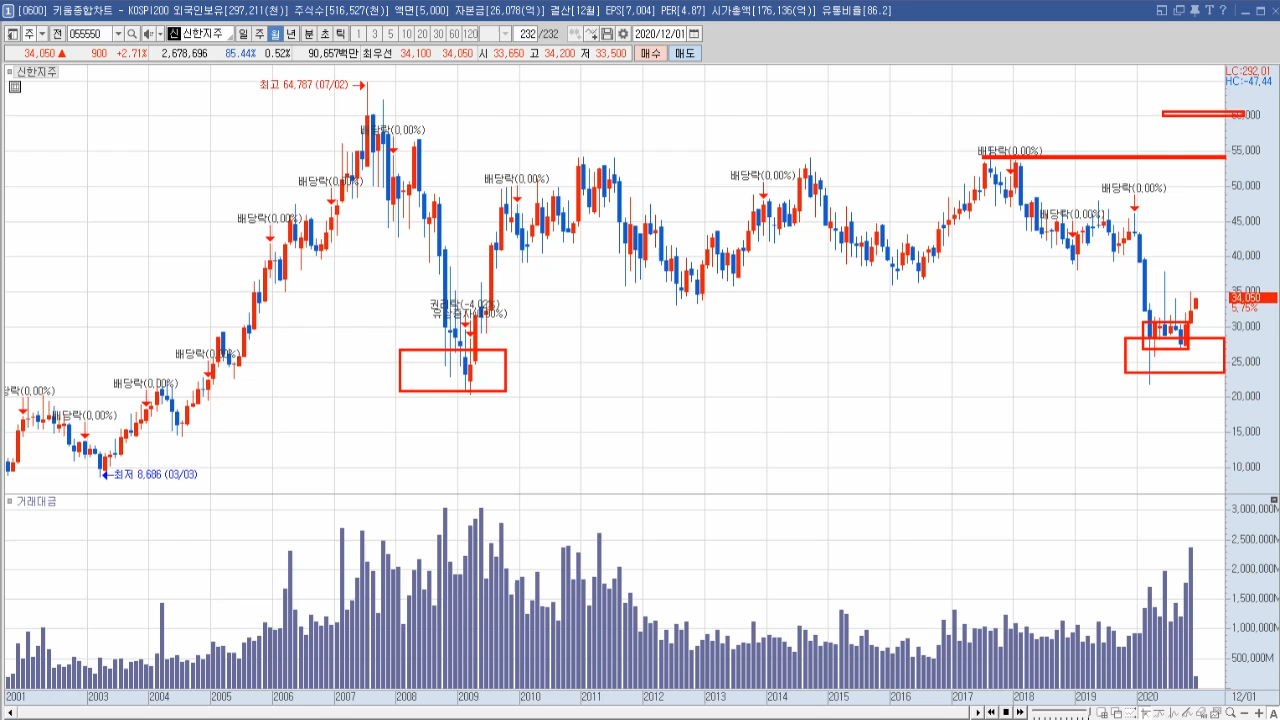 1 [0600] 키움종합차트 - KOSPI200 외국인보유[297,211(천)] 주식수[516,527(천)] 액면[5,000] 자본금[26,078(억)] 결산[12월] EPS[7,004] PER[4.87] 시가총액[176,136(억)] 유통비율[86.2]
주 전 055550 신 신한지주 일 주 월 년 분 초 틱 1 3 5 10 20 30 60 120 232 /232 2020/12/01
34,050 ▲ 900 +2.71% 2,678,696 85.44% 0.52% 90,657백만 최우선 34,100 34,050 시 33,650 고 34,200 저 33,500 매수 매도
신한지주
LC:292.01
HC:-47.44
최고 64,787 (07/02)
배당락(0.00%)
55,000
배당락(0.00%)
배당락(0.00%)
배당락(0.00%)
배당락(0.00%)
배당락(0.00%)
50,000
배당락(0.00%)
배당락(0.00%)
45,000
40,000
35,000
34,050
5.75%
권리락(-4.02%)
30,000
배당락(0.00%)
25,000
배당락(0.00%)
20,000
배당락(0.00%)
15,000
10,000
최저 8,686 (03/03)
거래대금
3,000,000M
2,500,000M
2,000,000M
1,500,000M
1,000,000M
500,000M
2001 2003 2004 2005 2006 2007 2008 2009 2010 2011 2012 2013 2014 2015 2016 2017 2018 2019 2020 12/01